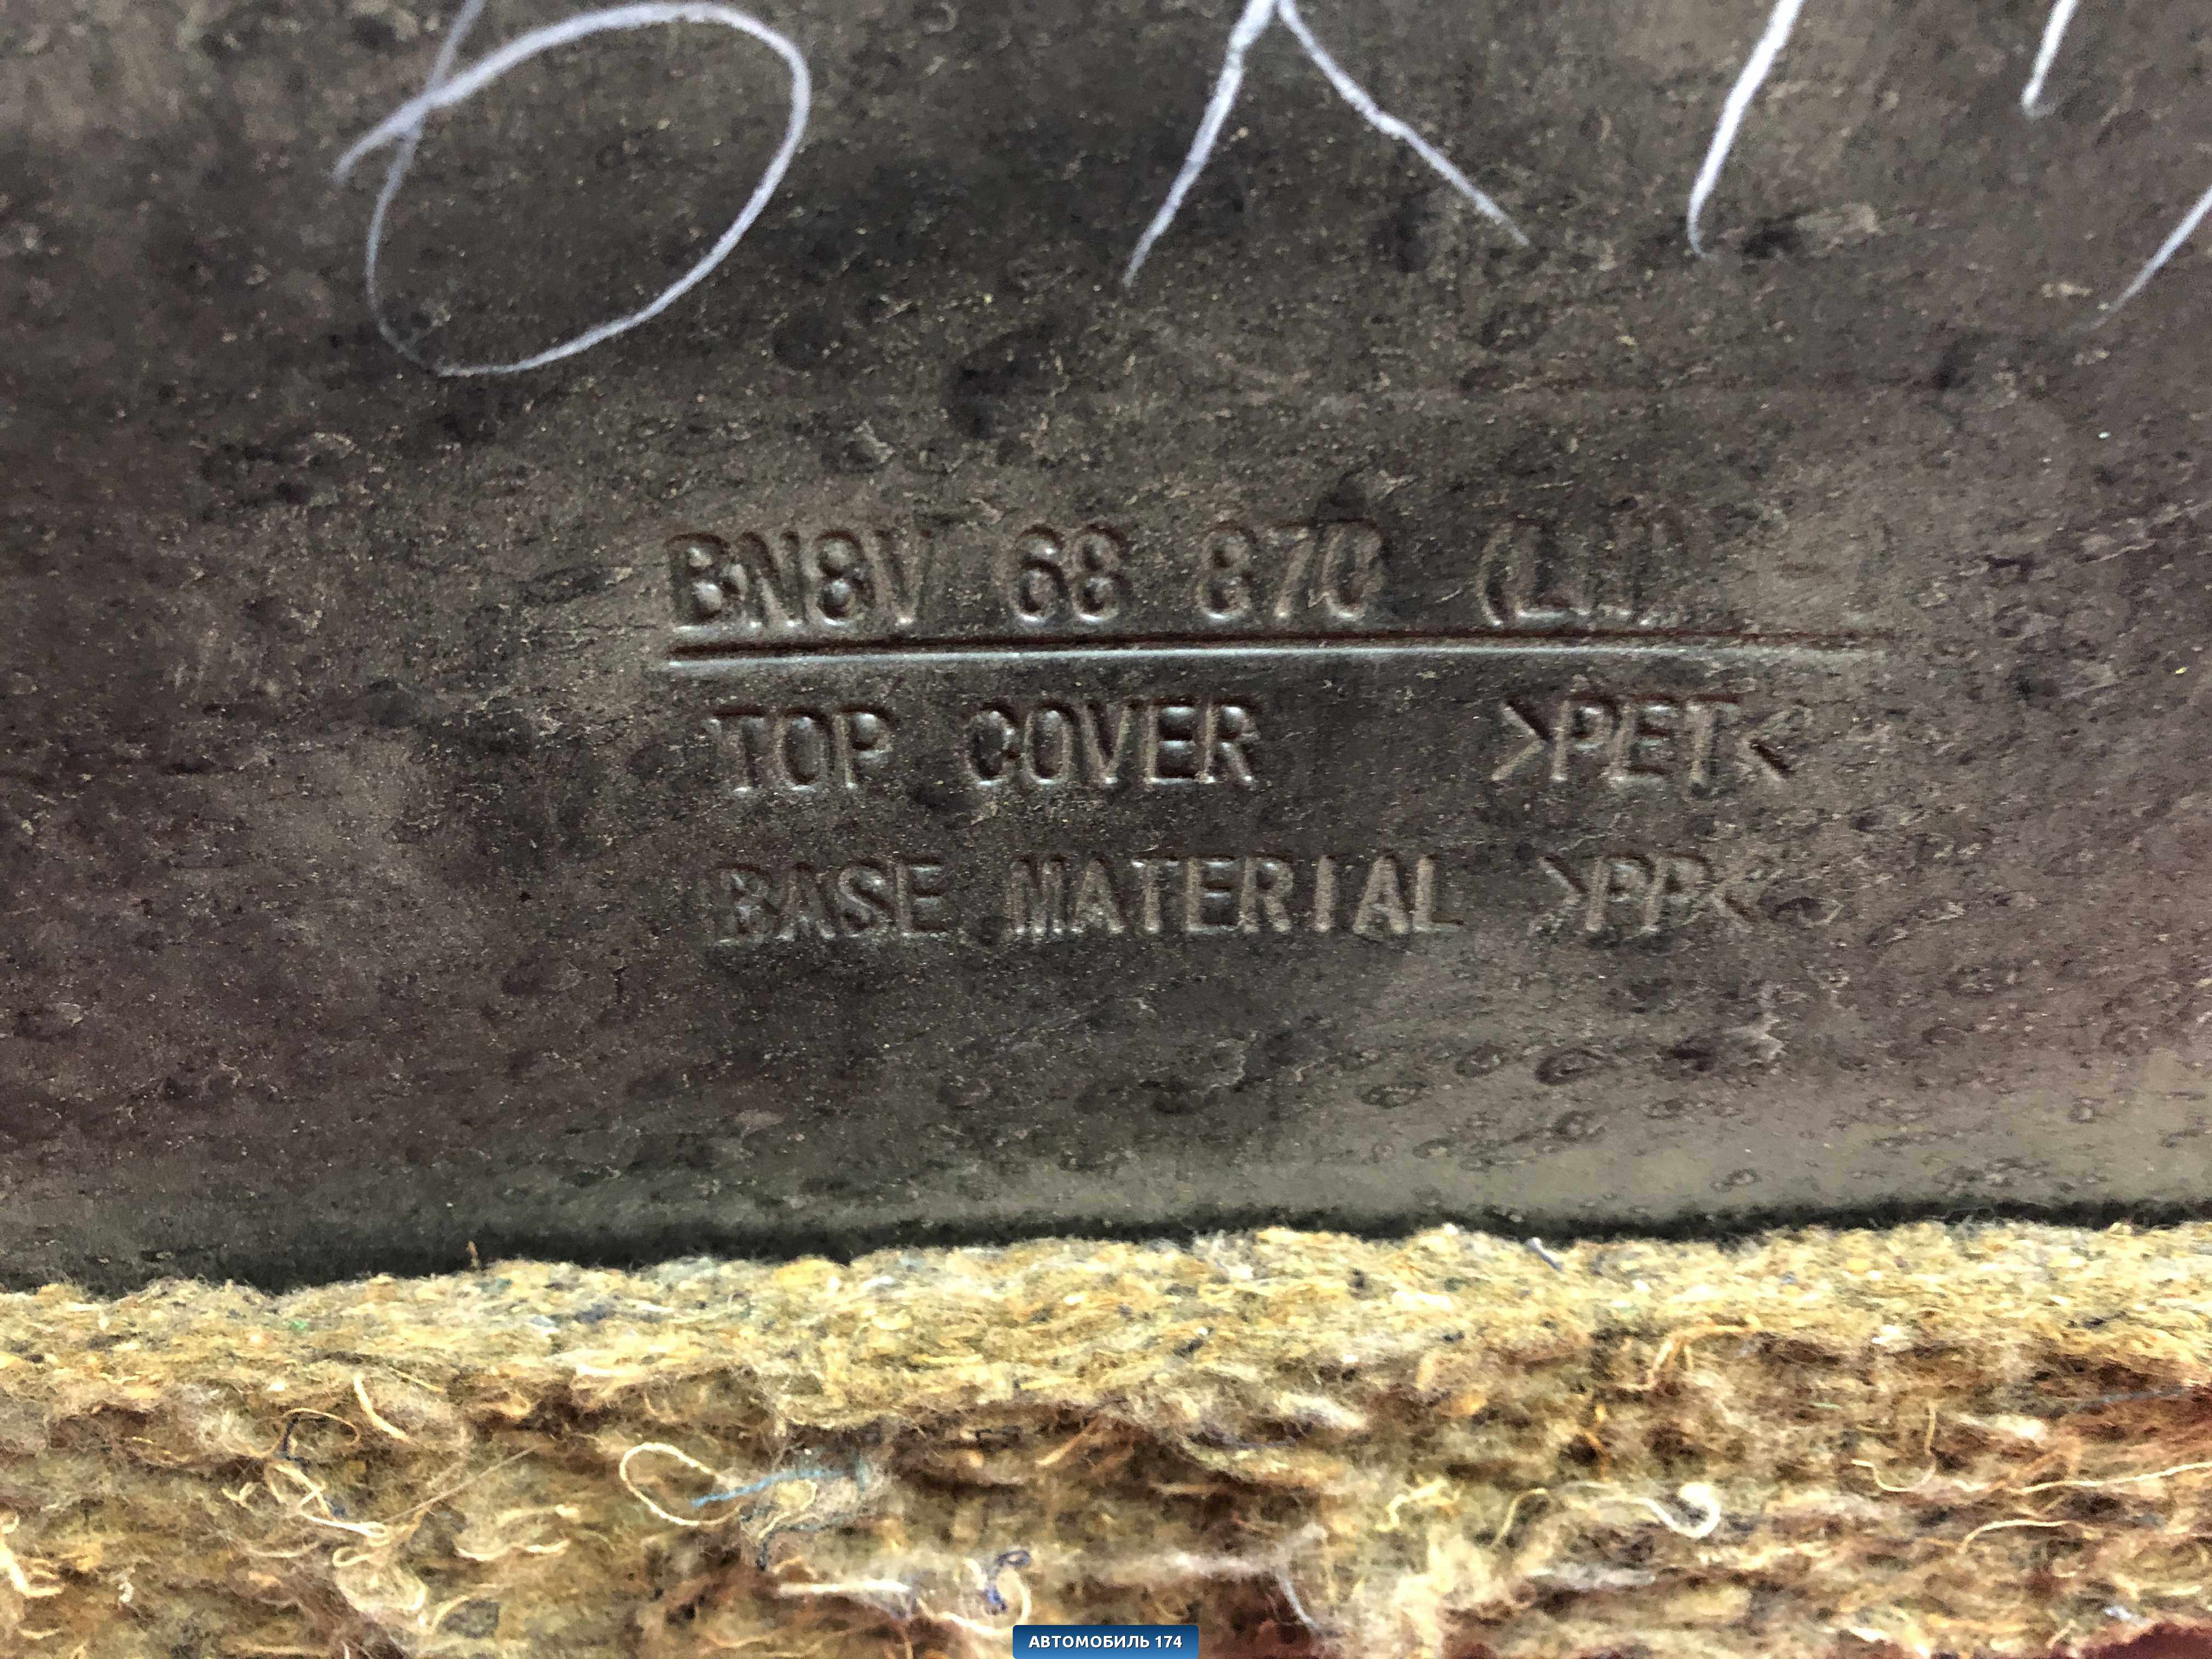 BN8V 68 870
TOP COVER >PET<
BASE MATERIAL >PP<
АВТОМОБИЛЬ 174